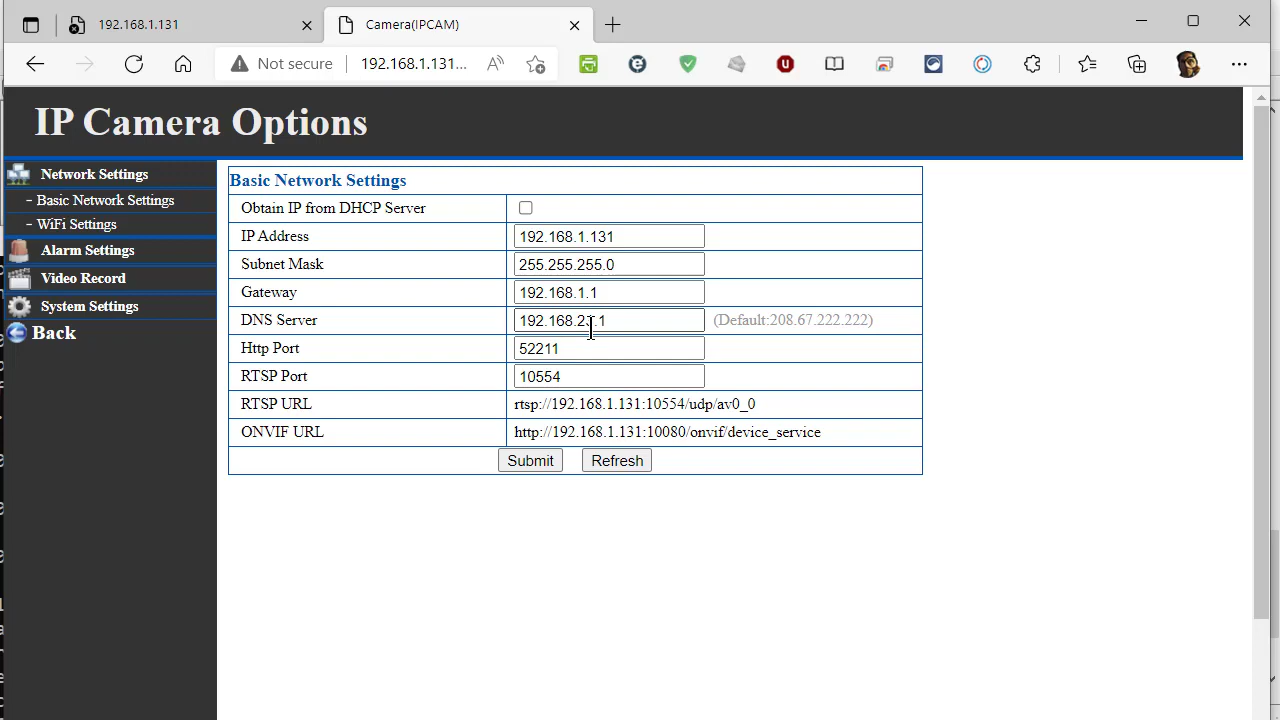 192.168.1.131
Camera(IPCAM)
Not secure
192.168.1.131...
IP Camera Options
Network Settings
- Basic Network Settings
- WiFi Settings
Alarm Settings
Video Record
System Settings
Back
Basic Network Settings
Obtain IP from DHCP Server
IP Address
192.168.1.131
Subnet Mask
255.255.255.0
Gateway
192.168.1.1
DNS Server
(Default:208.67.222.222)
Http Port
52211
RTSP Port
10554
RTSP URL
rtsp://192.168.1.131:10554/udp/av0_0
ONVIF URL
http://192.168.1.131:10080/onvif/device_service
Submit
Refresh